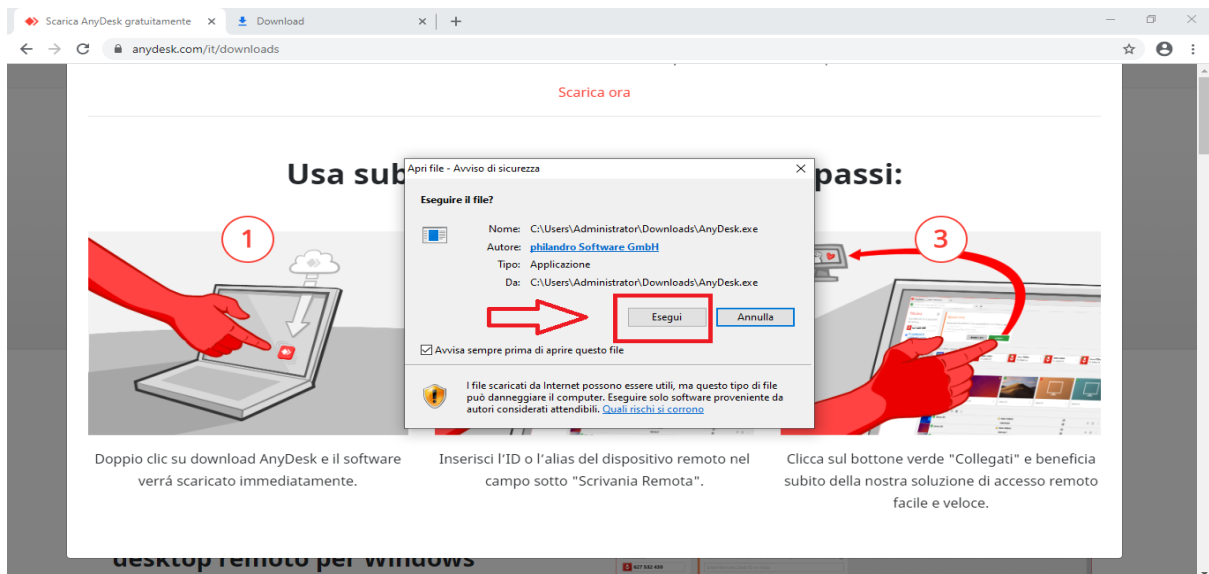 Scarica AnyDesk gratuitamente
Download
anydesk.com/it/downloads
Scarica ora
Usa sub
passi:
Apri file - Avviso di sicurezza
Eseguire il file?
Nome: C:\Users\Administrator\Downloads\AnyDesk.exe
Autore: philandro Software GmbH
Tipo: Applicazione
Da: C:\Users\Administrator\Downloads\AnyDesk.exe
Esegui
Annulla
Avvisa sempre prima di aprire questo file
I file scaricati da Internet possono essere utili, ma questo tipo di file
può danneggiare il computer. Eseguire solo software proveniente da
autori considerati attendibili. Quali rischi si corrono
1
3
Doppio clic su download AnyDesk e il software
verrá scaricato immediatamente.
Inserisci l'ID o l'alias del dispositivo remoto nel
campo sotto "Scrivania Remota".
Clicca sul bottone verde "Collegati" e beneficia
subito della nostra soluzione di accesso remoto
facile e veloce.
desktop remoto per Windows